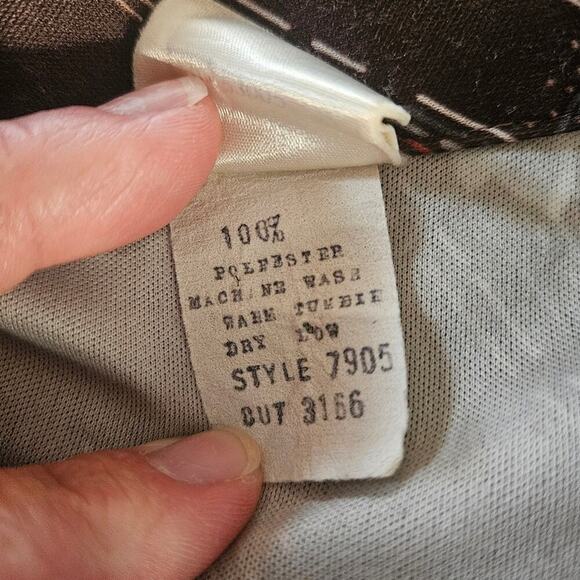 100%
POLYESTER
MACHINE WASH
WARM TUMBLE
DRY LOW
STYLE 7905
CUT 3166